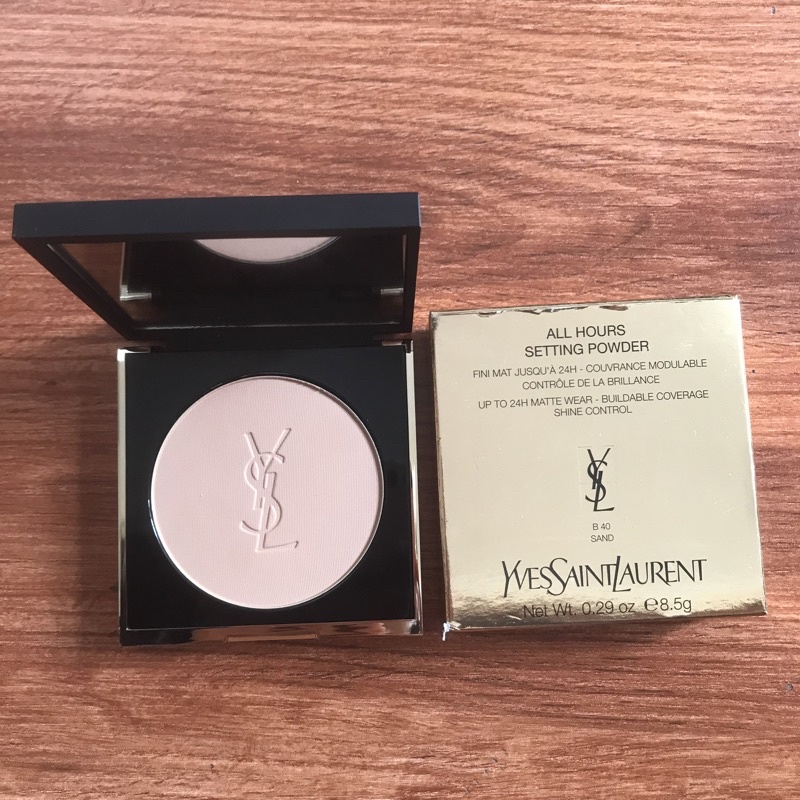 YSL
ALL HOURS
SETTING POWDER
FINI MAT JUSQU'À 24H - COUVRANCE MODULABLE
CONTRÔLE DE LA BRILLANCE
UP TO 24H MATTE WEAR - BUILDABLE COVERAGE
SHINE CONTROL
YSL
B 40
SAND
YVESSAINTLAURENT
Net Wt. 0.29 oz ℮8.5g